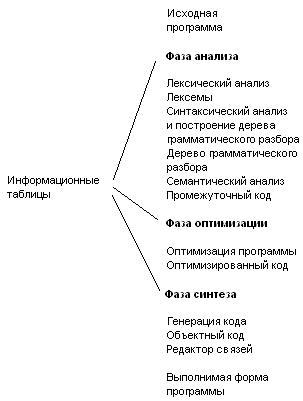 Исходная
программа
Фаза анализа
Лексический анализ
Лексемы
Синтаксический анализ
и построение дерева
грамматического разбора
Дерево грамматического
разбора
Семантический анализ
Промежуточный код
Информационные
таблицы
Фаза оптимизации
Оптимизация программы
Оптимизированный код
Фаза синтеза
Генерация кода
Объектный код
Редактор связей
Выполнимая форма
программы